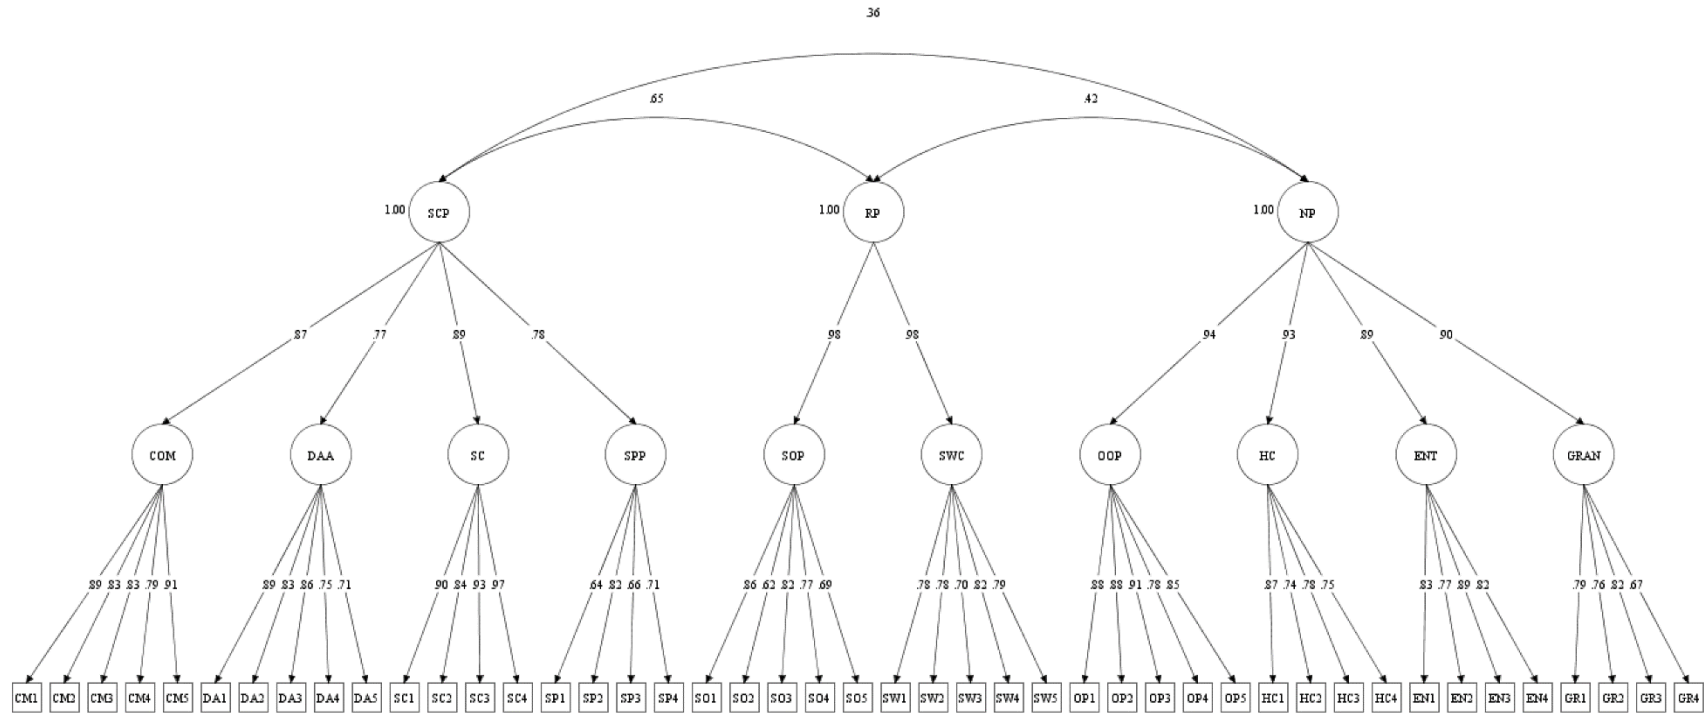 .36
.65 .42
1.00 SCP 1.00 RP 1.00 NP
.87 .77 .89 .78 .98 .98 .94 .93 .89 .90
COM DAA SC SPP SOP SWC OOP HC ENT GRAN
.89 .83 .83 .79 .91 .89 .83 .86 .75 .71 .90 .84 .93 .97 .64 .82 .66 .71 .86 .62 .82 .77 .69 .78 .78 .70 .82 .79 .88 .88 .91 .78 .85 .87 .74 .78 .75 .83 .77 .89 .82 .79 .76 .82 .67
CM1 CM2 CM3 CM4 CM5 DA1 DA2 DA3 DA4 DA5 SC1 SC2 SC3 SC4 SP1 SP2 SP3 SP4 SO1 SO2 SO3 SO4 SO5 SW1 SW2 SW3 SW4 SW5 OP1 OP2 OP3 OP4 OP5 HC1 HC2 HC3 HC4 EN1 EN2 EN3 EN4 GR1 GR2 GR3 GR4